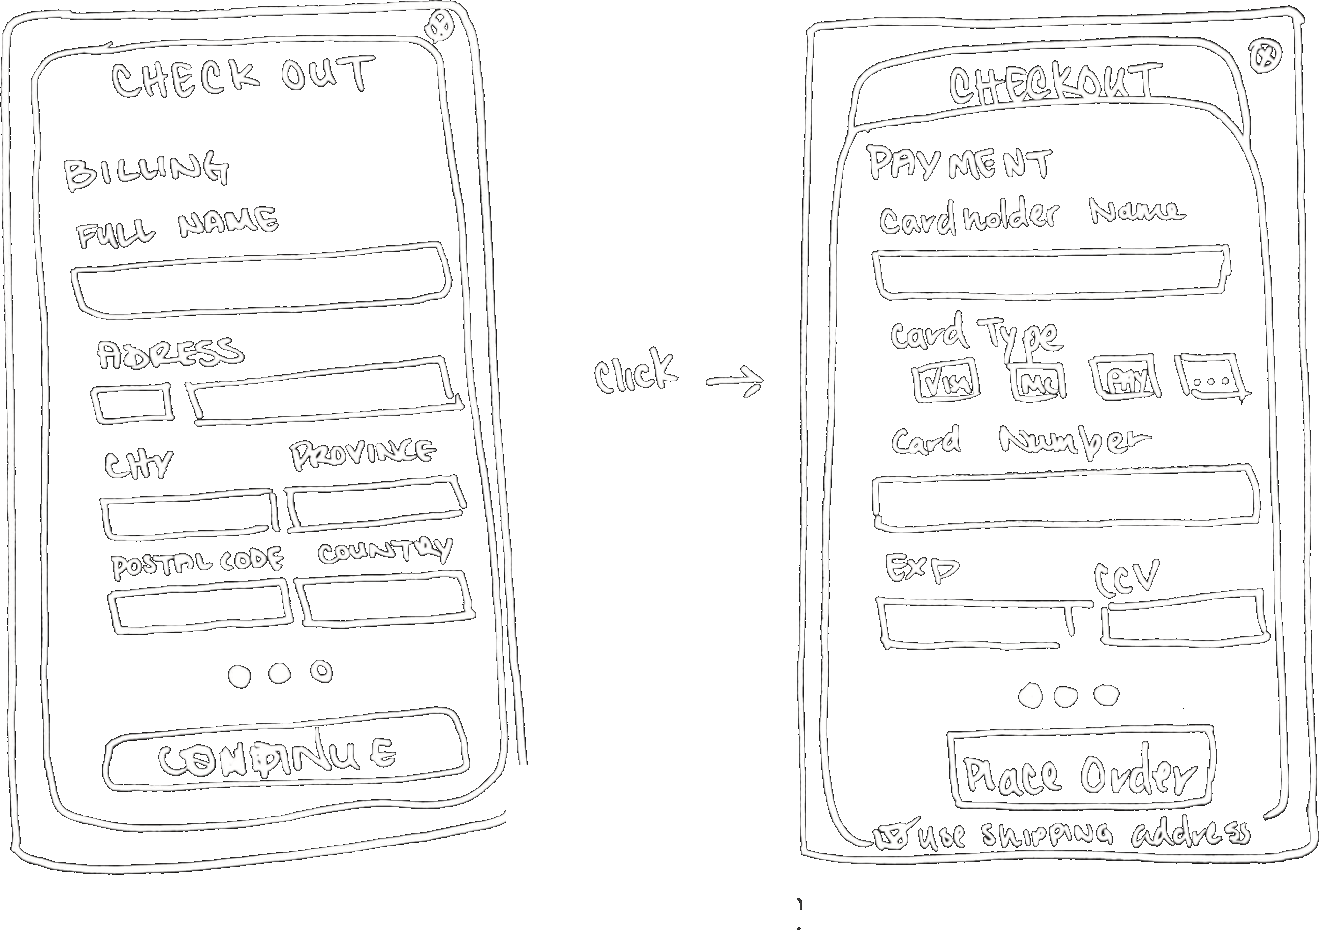 CHECK OUT
BILLING
FULL NAME
ADRESS
CITY PROVINCE
POSTAL CODE COUNTRY
CONTINUE
Click →
CHECKOUT
PAYMENT
Cardholder Name
Card Type
VISA MC PAY ...
Card Number
EXP CCV
Place Order
Use shipping address